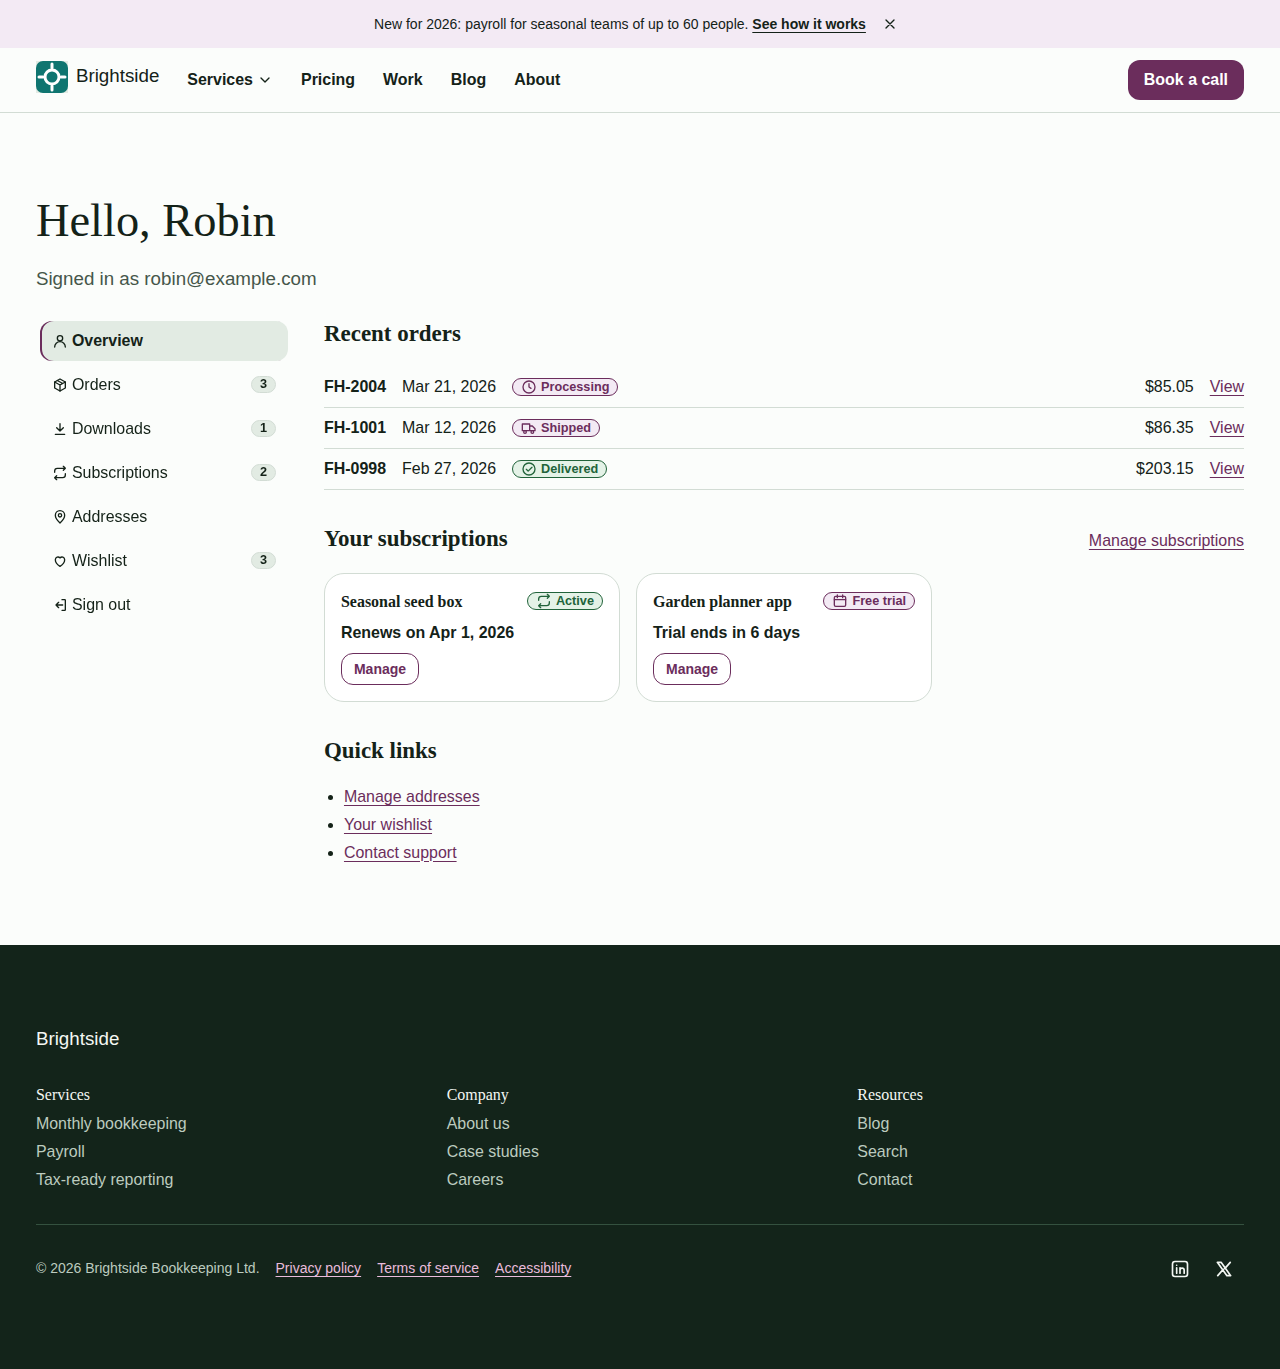 New for 2026: payroll for seasonal teams of up to 60 people. See how it works
Brightside
Services
Pricing
Work
Blog
About
Book a call
Hello, Robin
Signed in as robin@example.com
Overview
Orders 3
Downloads 1
Subscriptions 2
Addresses
Wishlist 3
Sign out
Recent orders
FH-2004 Mar 21, 2026 Processing $85.05 View
FH-1001 Mar 12, 2026 Shipped $86.35 View
FH-0998 Feb 27, 2026 Delivered $203.15 View
Your subscriptions
Manage subscriptions
Seasonal seed box Active
Renews on Apr 1, 2026
Manage
Garden planner app Free trial
Trial ends in 6 days
Manage
Quick links
Manage addresses
Your wishlist
Contact support
Brightside
Services
Monthly bookkeeping
Payroll
Tax-ready reporting
Company
About us
Case studies
Careers
Resources
Blog
Search
Contact
© 2026 Brightside Bookkeeping Ltd. Privacy policy Terms of service Accessibility